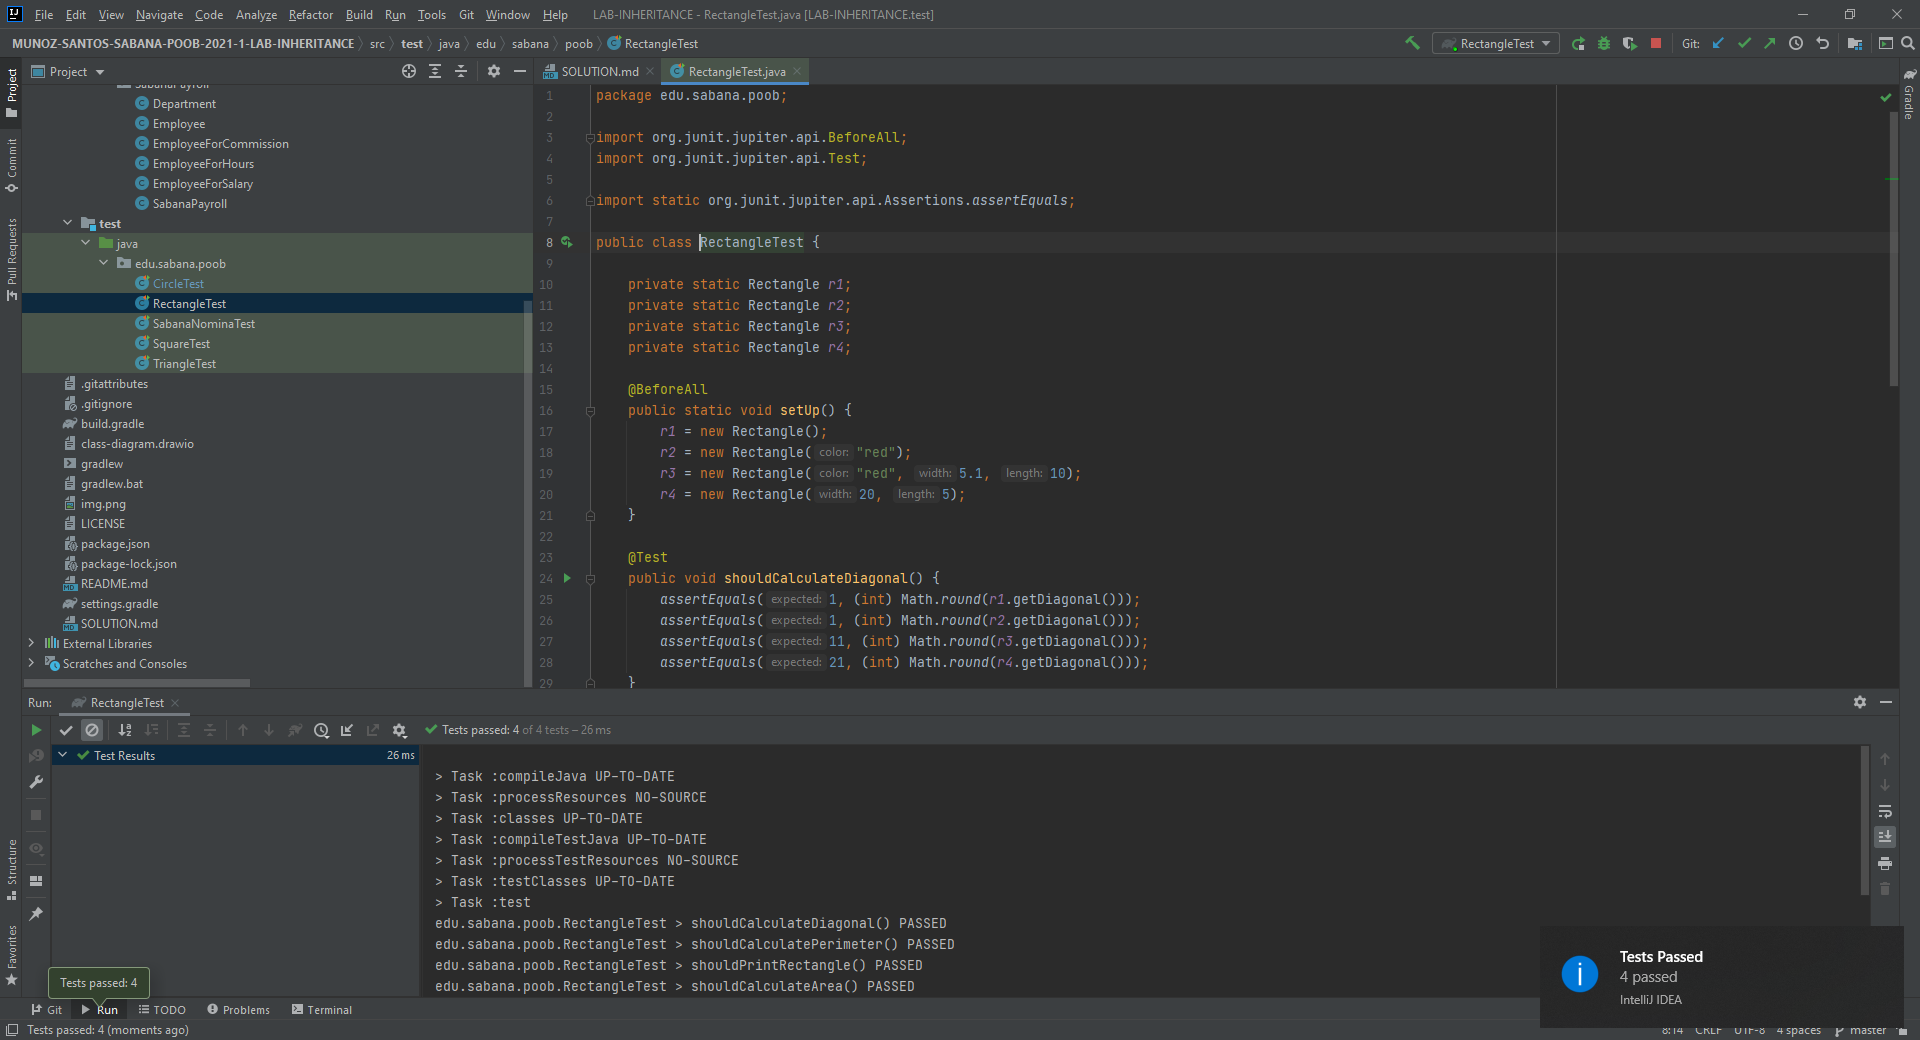 File Edit View Navigate Code Analyze Refactor Build Run Tools Git Window Help LAB-INHERITANCE - RectangleTest.java [LAB-INHERITANCE.test]
MUNOZ-SANTOS-SABANA-POOB-2021-1-LAB-INHERITANCE src test java edu sabana poob RectangleTest RectangleTest Git:
Project
Commit
Pull Requests
Structure
Favorites
Gradle
Project
Department
Employee
EmployeeForCommission
EmployeeForHours
EmployeeForSalary
SabanaPayroll
test
java
edu.sabana.poob
CircleTest
RectangleTest
SabanaNominaTest
SquareTest
TriangleTest
.gitattributes
.gitignore
build.gradle
class-diagram.drawio
gradlew
gradlew.bat
img.png
LICENSE
package.json
package-lock.json
README.md
settings.gradle
SOLUTION.md
External Libraries
Scratches and Consoles
SOLUTION.md RectangleTest.java
1 package edu.sabana.poob;
2
3 import org.junit.jupiter.api.BeforeAll;
4 import org.junit.jupiter.api.Test;
5
6 import static org.junit.jupiter.api.Assertions.assertEquals;
7
8 public class RectangleTest {
9
10 private static Rectangle r1;
11 private static Rectangle r2;
12 private static Rectangle r3;
13 private static Rectangle r4;
14
15 @BeforeAll
16 public static void setUp() {
17 r1 = new Rectangle();
18 r2 = new Rectangle( color: "red");
19 r3 = new Rectangle( color: "red", width: 5.1, length: 10);
20 r4 = new Rectangle( width: 20, length: 5);
21 }
22
23 @Test
24 public void shouldCalculateDiagonal() {
25 assertEquals( expected: 1, (int) Math.round(r1.getDiagonal()));
26 assertEquals( expected: 1, (int) Math.round(r2.getDiagonal()));
27 assertEquals( expected: 11, (int) Math.round(r3.getDiagonal()));
28 assertEquals( expected: 21, (int) Math.round(r4.getDiagonal()));
29 }
Run: RectangleTest
Tests passed: 4 of 4 tests – 26 ms
Test Results 26 ms
> Task :compileJava UP-TO-DATE
> Task :processResources NO-SOURCE
> Task :classes UP-TO-DATE
> Task :compileTestJava UP-TO-DATE
> Task :processTestResources NO-SOURCE
> Task :testClasses UP-TO-DATE
> Task :test
edu.sabana.poob.RectangleTest > shouldCalculateDiagonal() PASSED
edu.sabana.poob.RectangleTest > shouldCalculatePerimeter() PASSED
edu.sabana.poob.RectangleTest > shouldPrintRectangle() PASSED
edu.sabana.poob.RectangleTest > shouldCalculateArea() PASSED
Tests Passed
4 passed
IntelliJ IDEA
Tests passed: 4
Git Run TODO Problems Terminal
Tests passed: 4 (moments ago) 8:14 CRLF UTF-8 4 spaces master